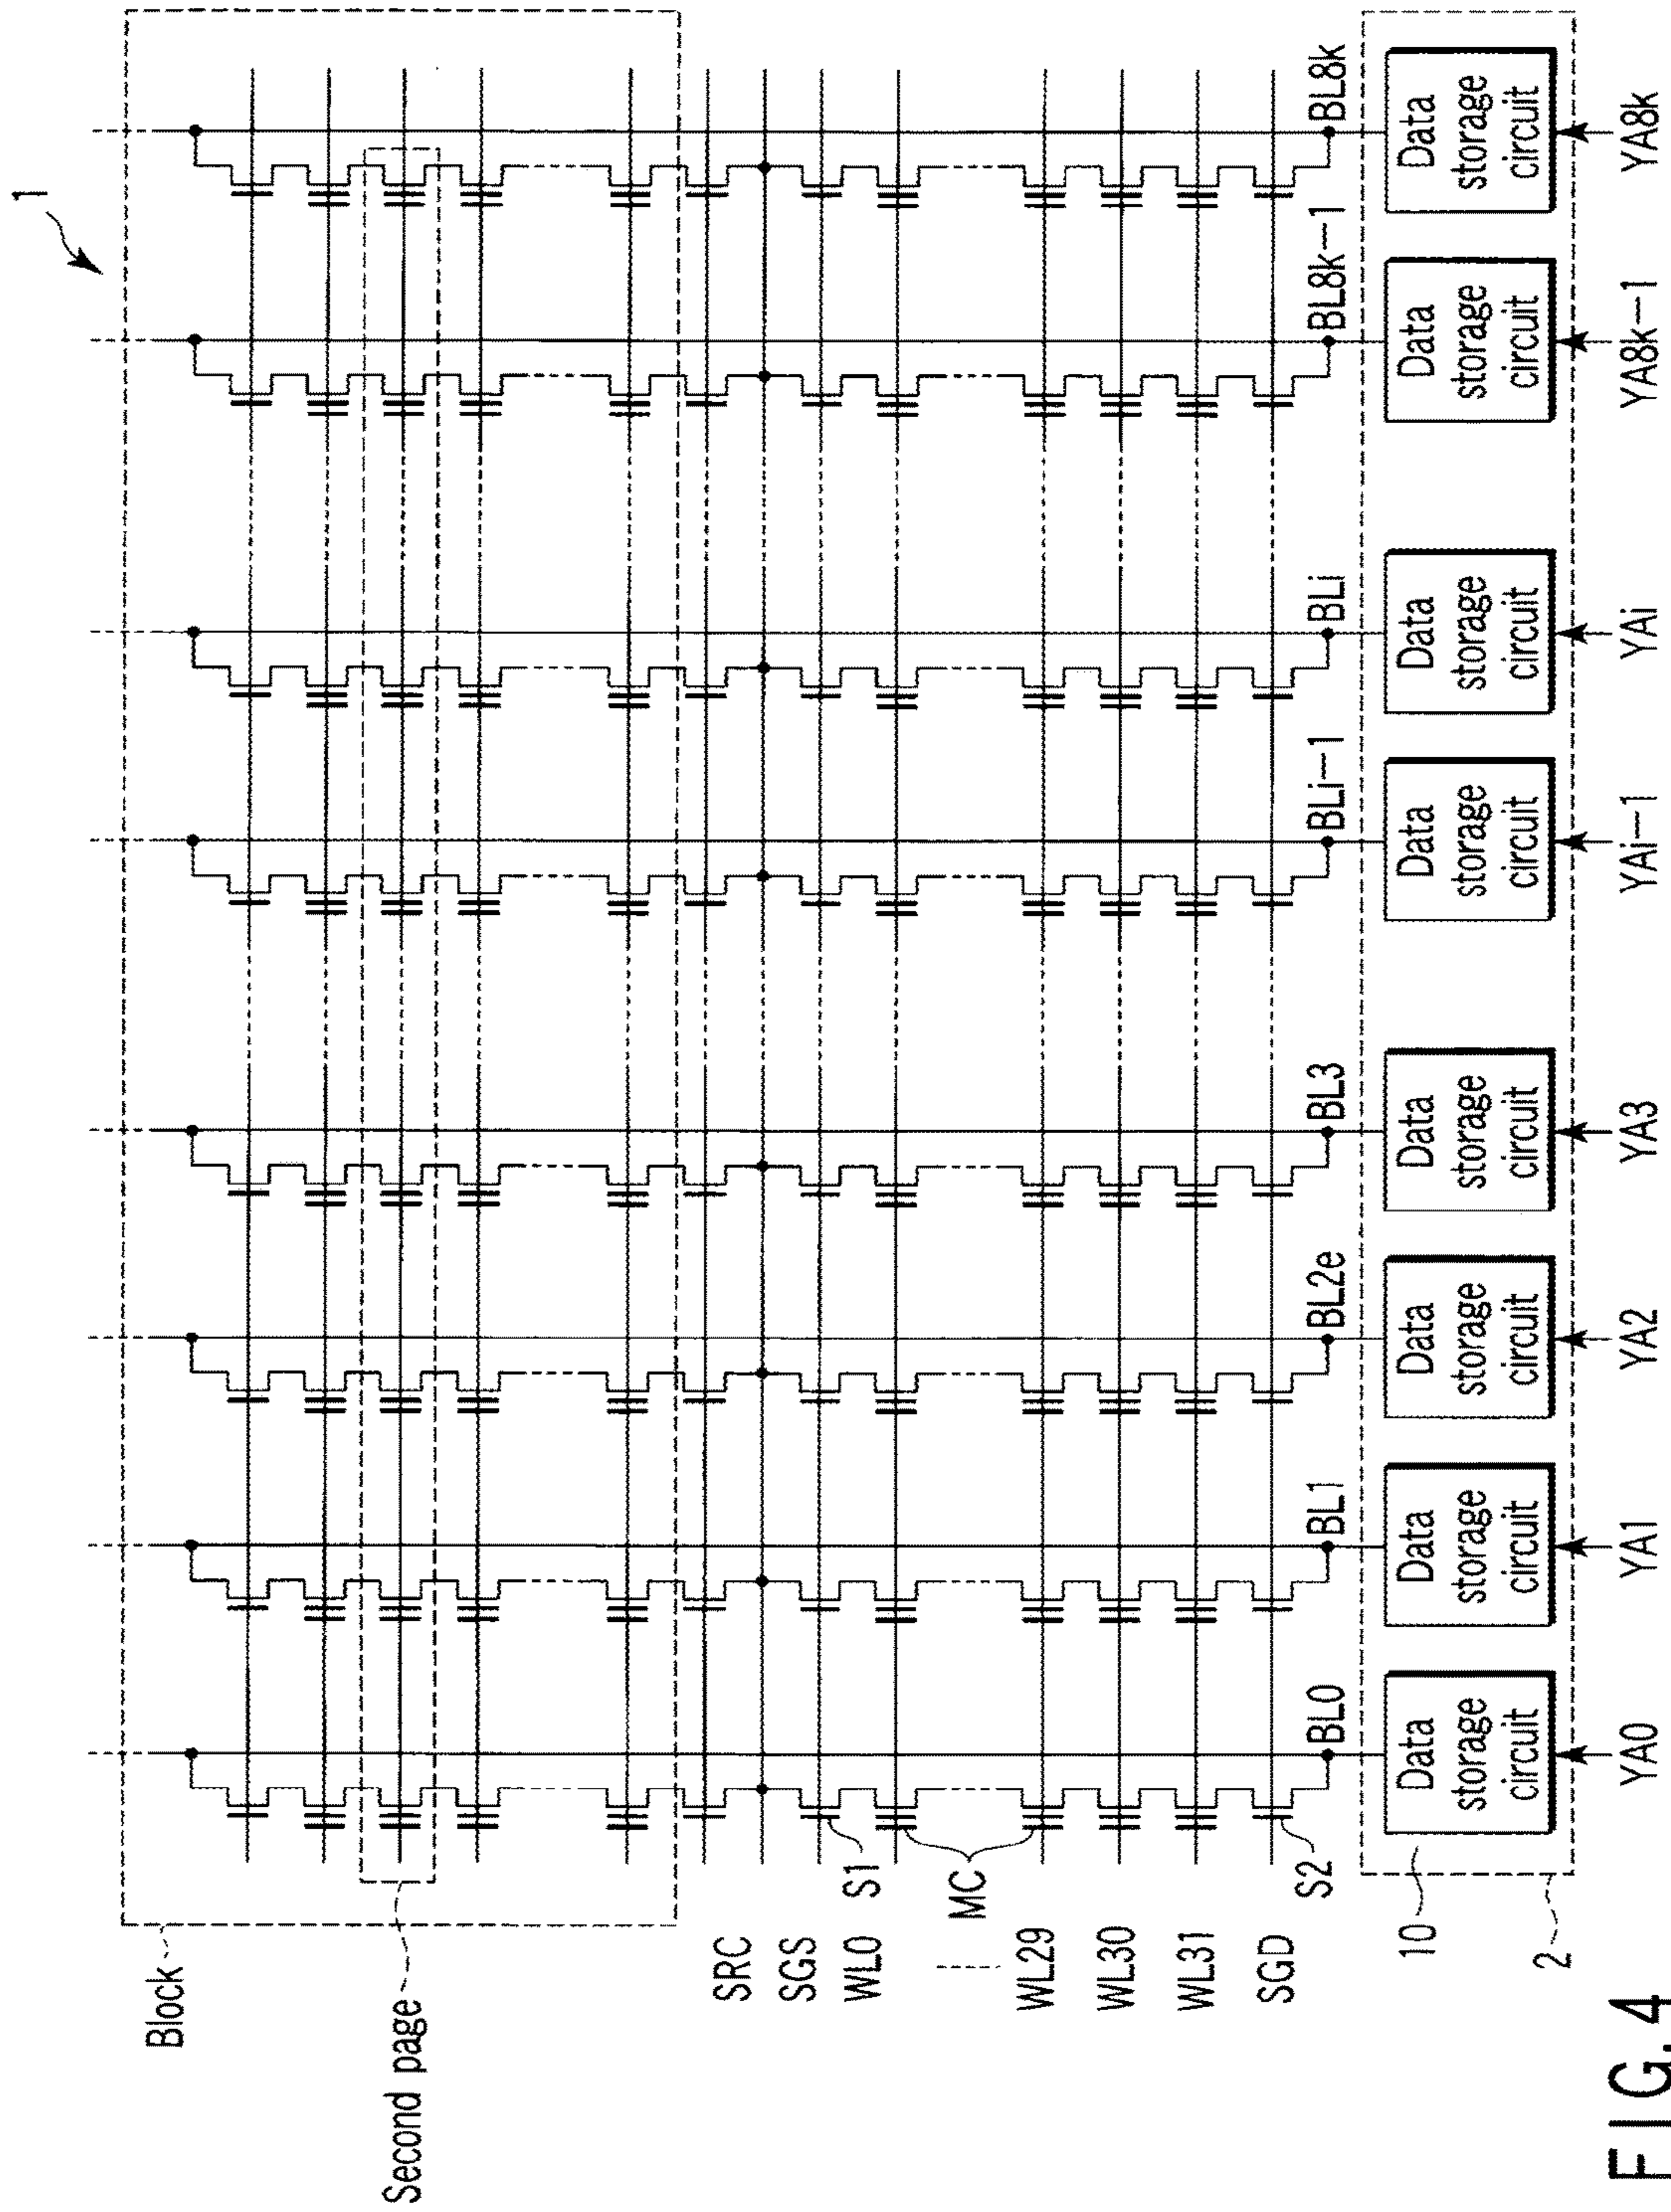 1
Block
Second page
SRC
SGS
WL0
S1
MC
WL29
WL30
WL31
SGD
S2
BL0
BL1
BL2e
BL3
BLi-1
BLi
BL8k-1
BL8k
10
2
Data
storage
circuit
Data
storage
circuit
Data
storage
circuit
Data
storage
circuit
Data
storage
circuit
Data
storage
circuit
Data
storage
circuit
Data
storage
circuit
YA0
YA1
YA2
YA3
YAi-1
YAi
YA8k-1
YA8k
FIG. 4